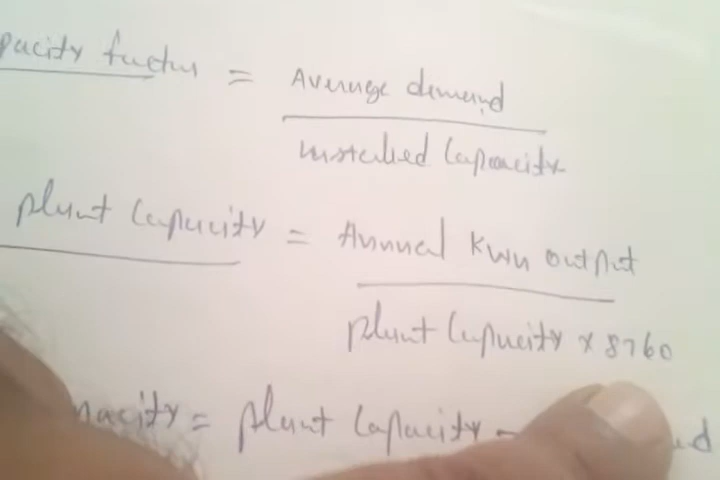 pacity factor = Average demand
installed Capacity
plant Capacity = Annual Kwh output
plant Capacity x 8760
pacity = plant Capacity -